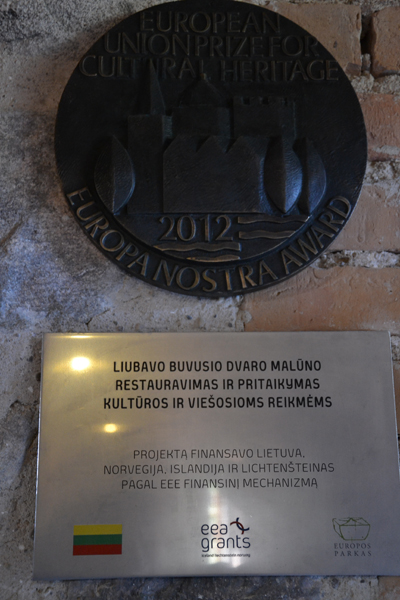 EUROPEAN
UNION PRIZE FOR
CULTURAL HERITAGE
2012
EUROPA NOSTRA AWARD
LIUBAVO BUVUSIO DVARO MALŪNO
RESTAURAVIMAS IR PRITAIKYMAS
KULTŪROS IR VIEŠOSIOMS REIKMĖMS
PROJEKTĄ FINANSAVO LIETUVA,
NORVEGIJA, ISLANDIJA IR LICHTENŠTEINAS
PAGAL EEE FINANSINĮ MECHANIZMĄ
eea
grants
EUROPOS
PARKAS